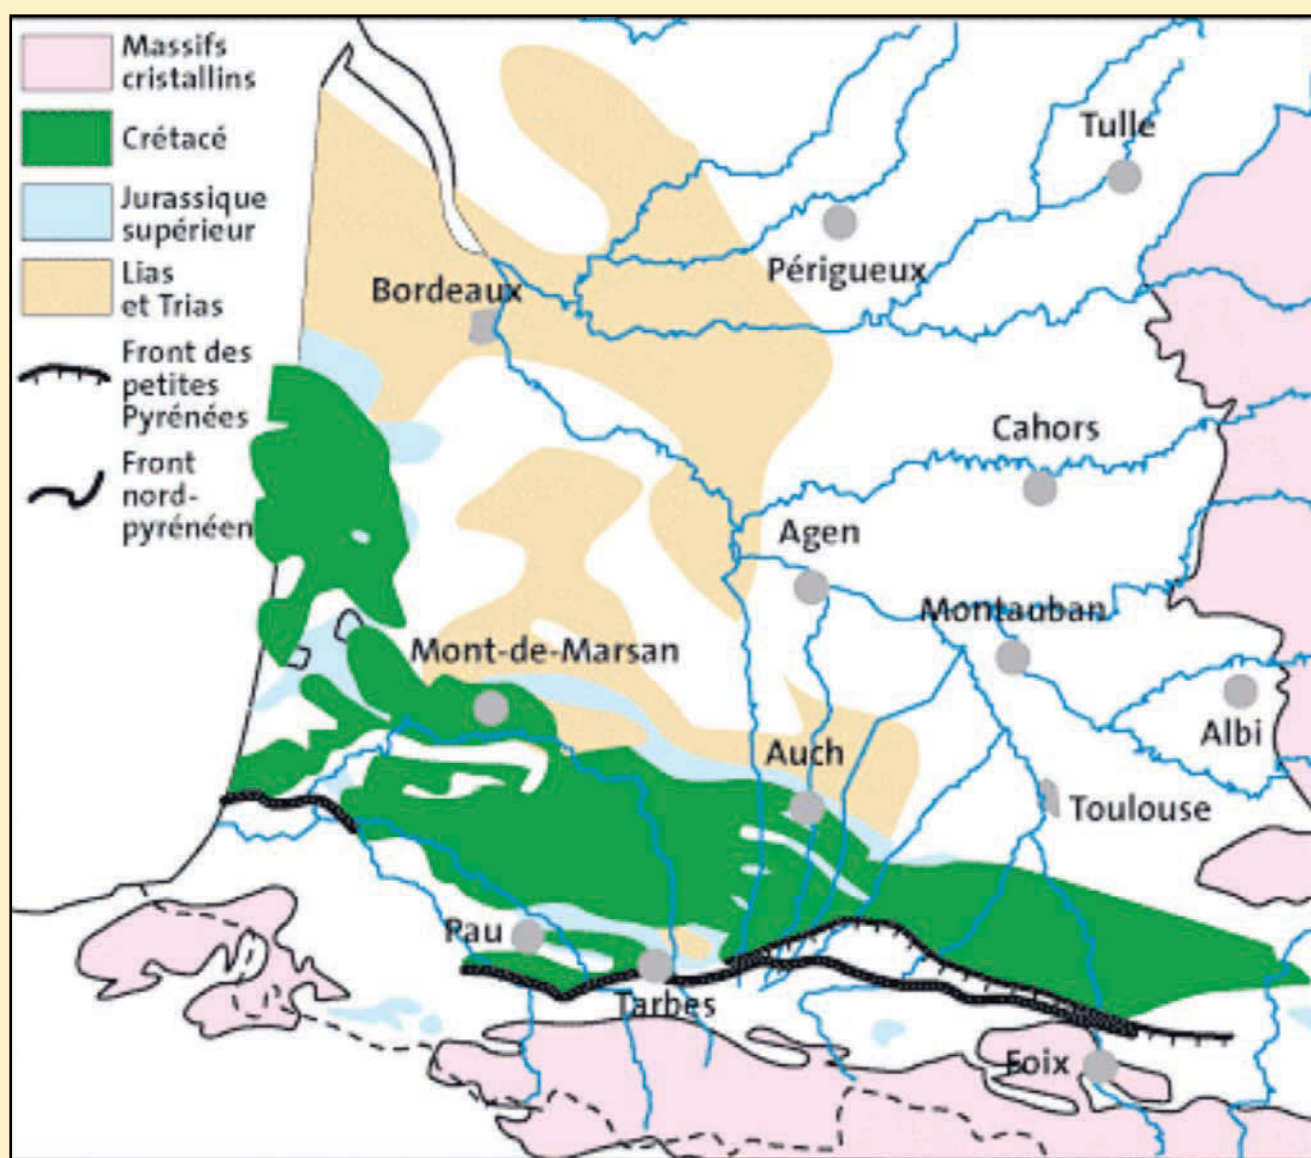 Massifs
cristallins
Crétacé
Jurassique
supérieur
Lias
et Trias
Front des
petites
Pyrénées
Front
nord-
pyrénéen
Tulle
Périgueux
Bordeaux
Cahors
Agen
Montauban
Mont-de-Marsan
Albi
Auch
Toulouse
Pau
Tarbes
Foix